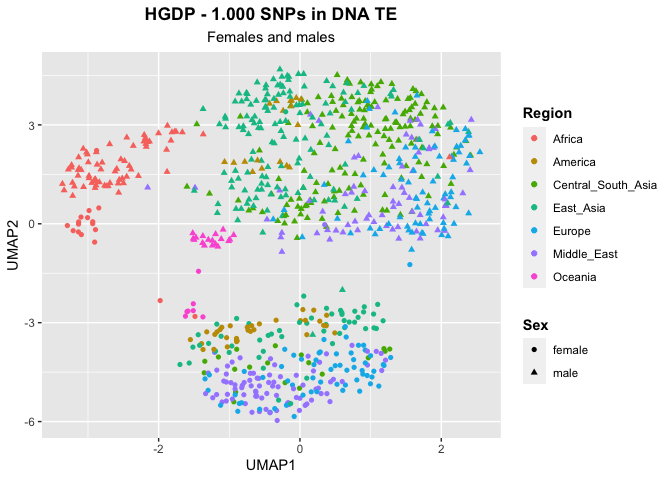 HGDP - 1.000 SNPs in DNA TE
Females and males
UMAP2
3
0
-3
-6
-2
0
2
UMAP1
Region
Africa
America
Central_South_Asia
East_Asia
Europe
Middle_East
Oceania
Sex
female
male